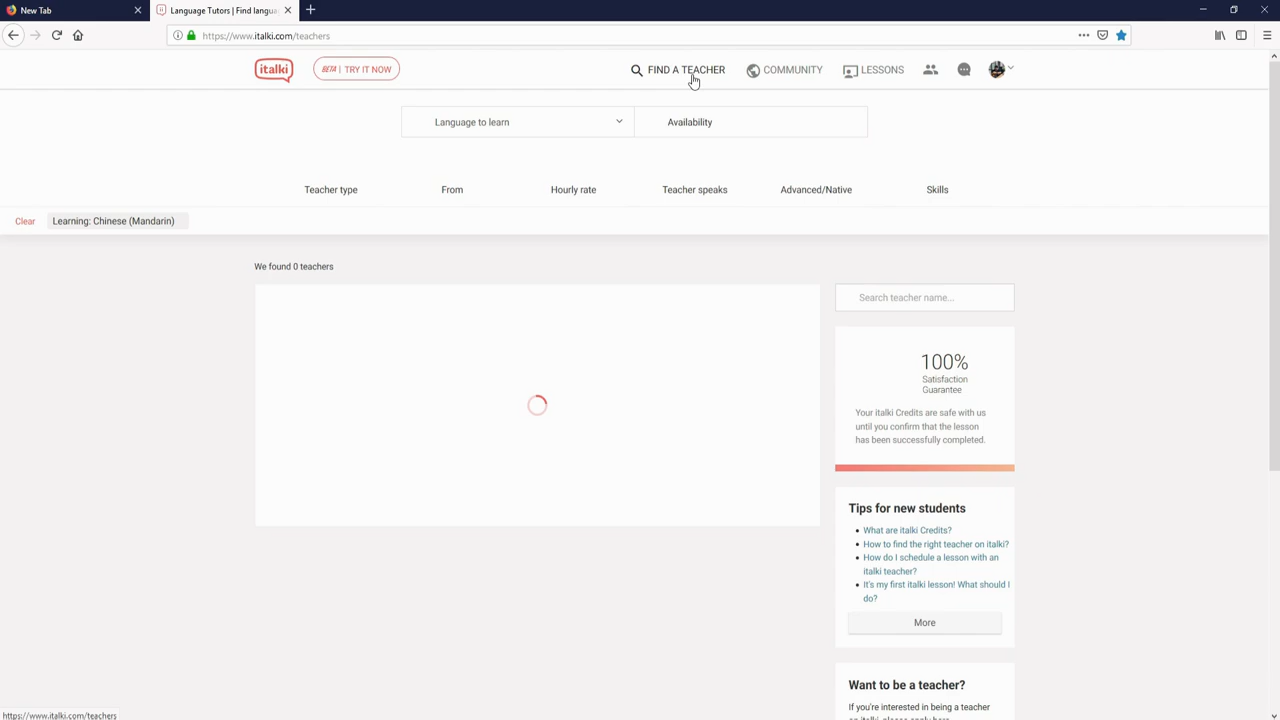 New Tab
Language Tutors | Find langua
https://www.italki.com/teachers
italki
BETA | TRY IT NOW
FIND A TEACHER
COMMUNITY
LESSONS
Language to learn
Availability
Teacher type
From
Hourly rate
Teacher speaks
Advanced/Native
Skills
Clear
Learning: Chinese (Mandarin)
We found 0 teachers
Search teacher name...
100%
Satisfaction
Guarantee
Your italki Credits are safe with us
until you confirm that the lesson
has been successfully completed.
Tips for new students
What are italki Credits?
How to find the right teacher on italki?
How do I schedule a lesson with an
italki teacher?
It's my first italki lesson! What should I
do?
More
Want to be a teacher?
If you're interested in being a teacher
on italki, please apply here
https://www.italki.com/teachers